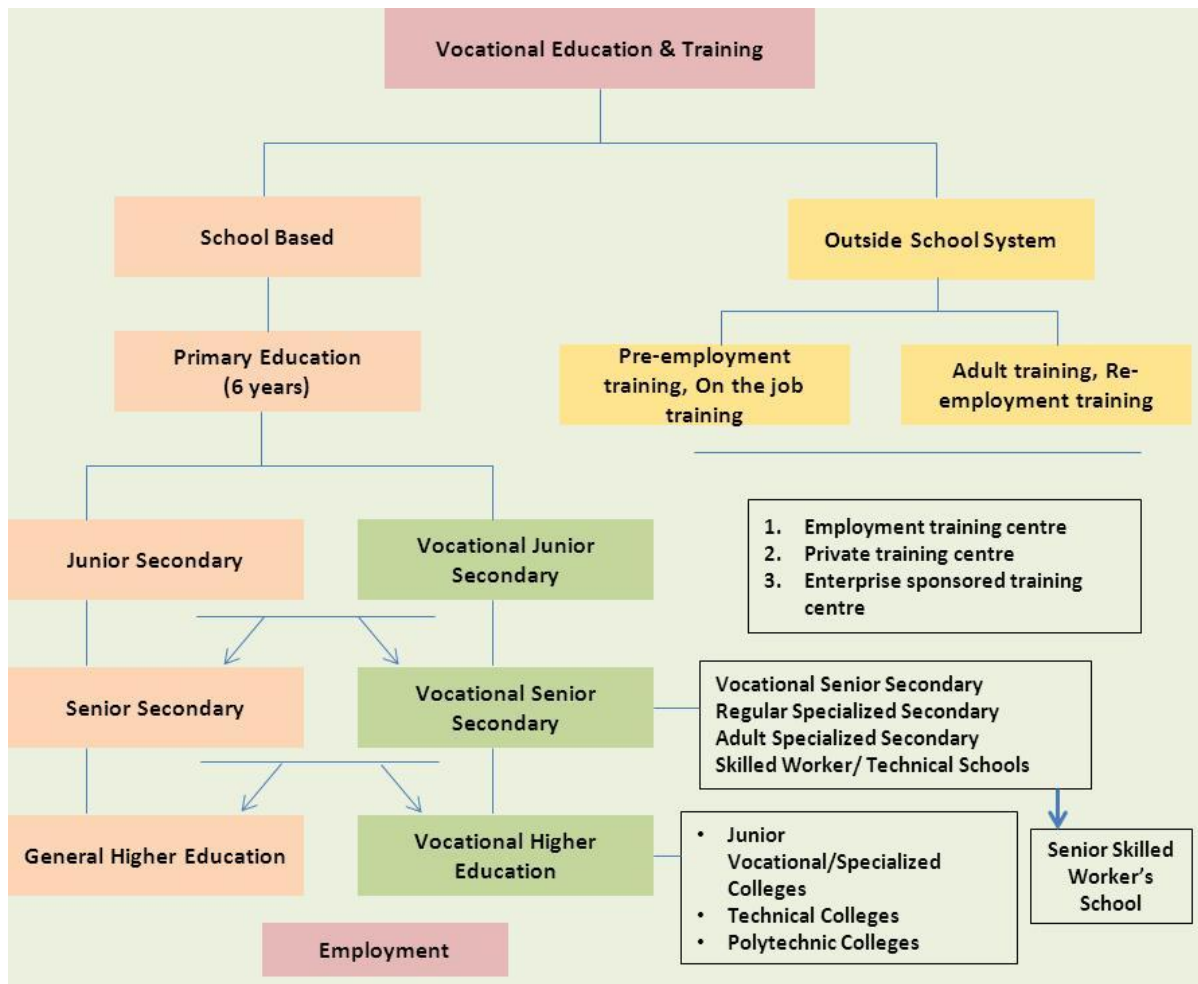 Vocational Education & Training
School Based
Outside School System
Primary Education
(6 years)
Pre-employment
training, On the job
training
Adult training, Re-
employment training
Junior Secondary
Vocational Junior
Secondary
1. Employment training centre
2. Private training centre
3. Enterprise sponsored training
centre
Senior Secondary
Vocational Senior
Secondary
Vocational Senior Secondary
Regular Specialized Secondary
Adult Specialized Secondary
Skilled Worker/ Technical Schools
General Higher Education
Vocational Higher
Education
• Junior
Vocational/Specialized
Colleges
• Technical Colleges
• Polytechnic Colleges
Senior Skilled
Worker’s
School
Employment